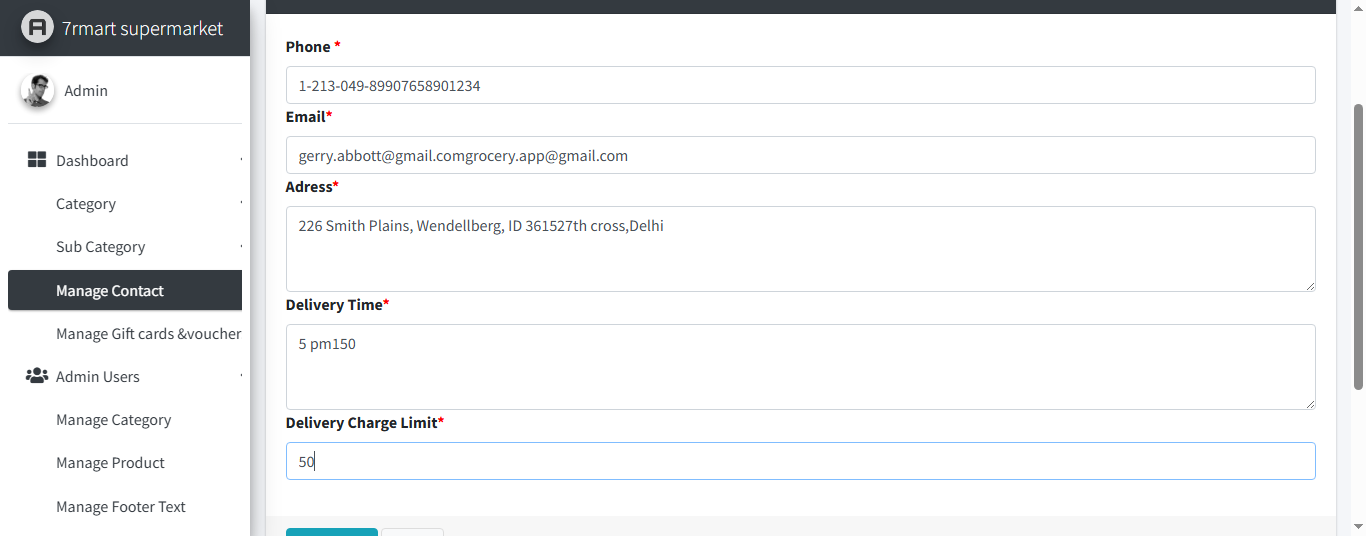 7rmart supermarket
Admin
Dashboard
Category
Sub Category
Manage Contact
Manage Gift cards &voucher
Admin Users
Manage Category
Manage Product
Manage Footer Text
Phone *
1-213-049-89907658901234
Email*
gerry.abbott@gmail.comgrocery.app@gmail.com
Adress*
226 Smith Plains, Wendellberg, ID 361527th cross,Delhi
Delivery Time*
5 pm150
Delivery Charge Limit*
50